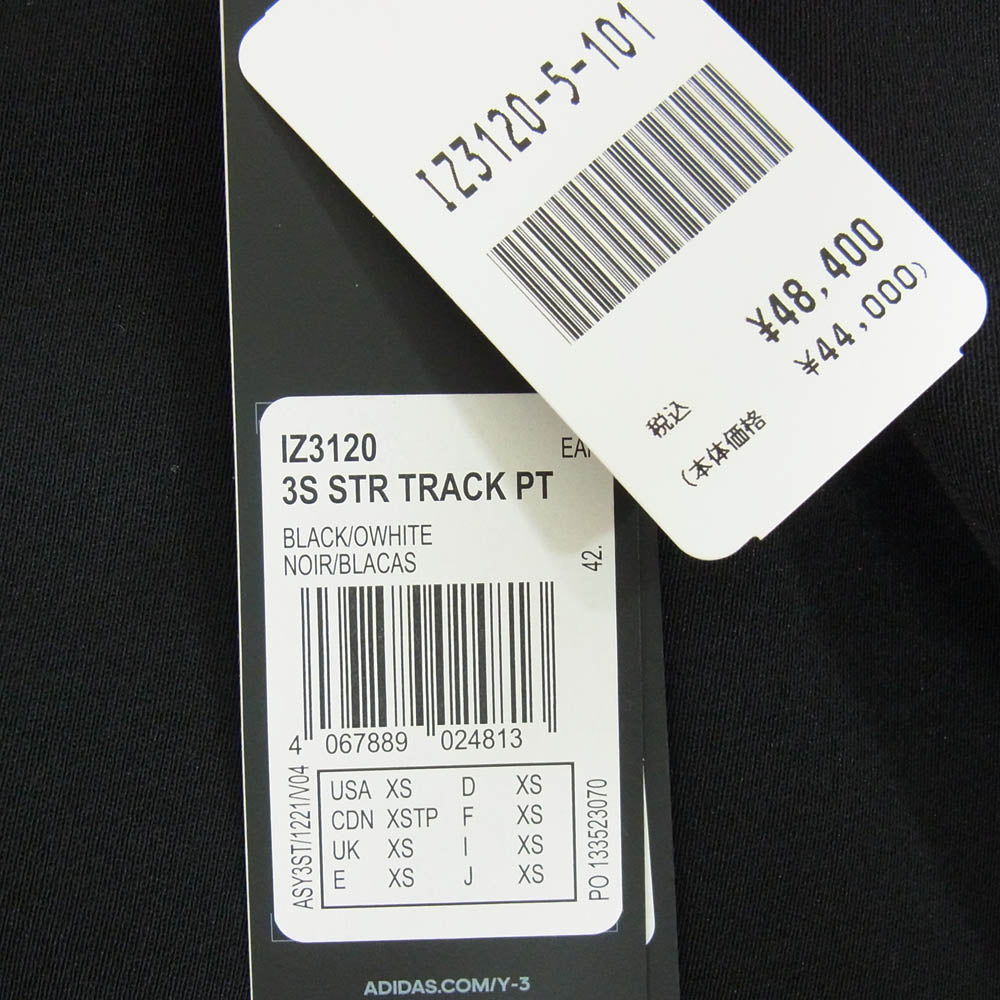 IZ3120-5-101
¥48,400
¥44,000)
税込
(本体価格
IZ3120
3S STR TRACK PT
BLACK/OWHITE
NOIR/BLACAS
42.
4 067889 024813
USA XS D XS
CDN XSTP F XS
UK XS I XS
E XS J XS
ASY3ST/1221/V04
PO 133523070
ADIDAS.COM/Y-3